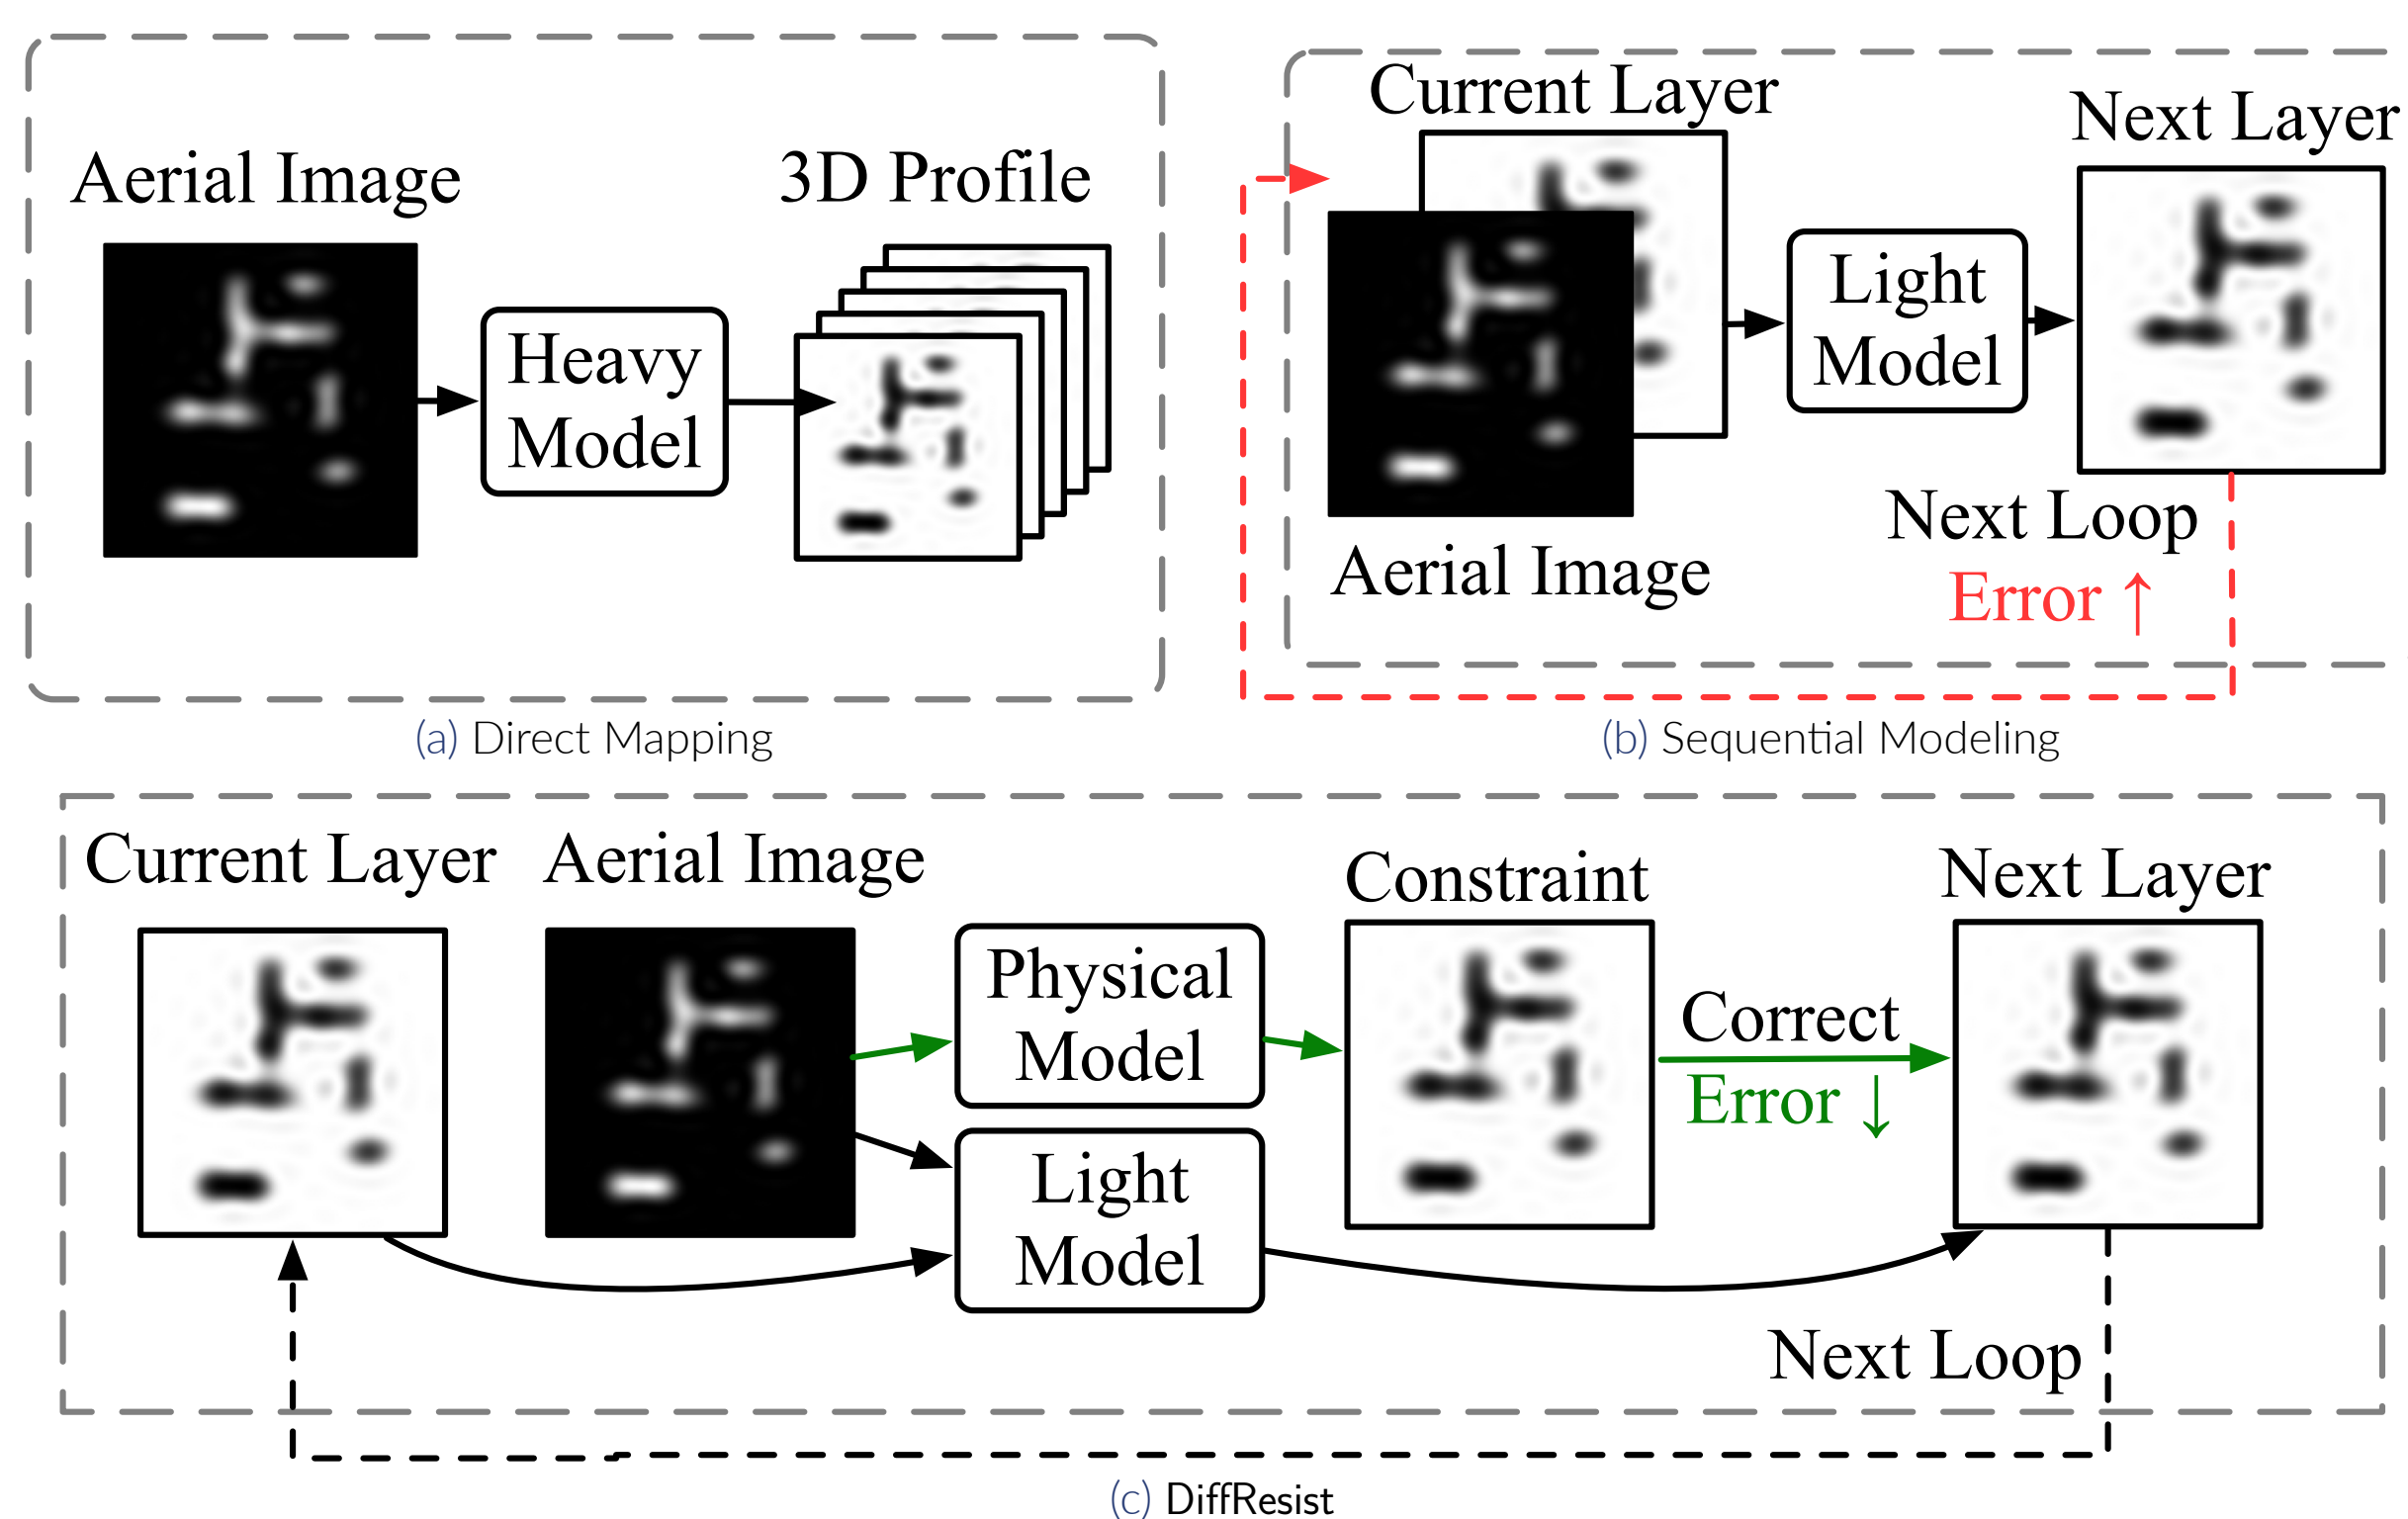 Aerial Image
3D Profile
Heavy
Model
(a) Direct Mapping
Current Layer
Next Layer
Light
Model
Aerial Image
Next Loop
Error ↑
(b) Sequential Modeling
Current Layer
Aerial Image
Constraint
Next Layer
Physical
Model
Correct
Error ↓
Light
Model
Next Loop
(c) DiffResist